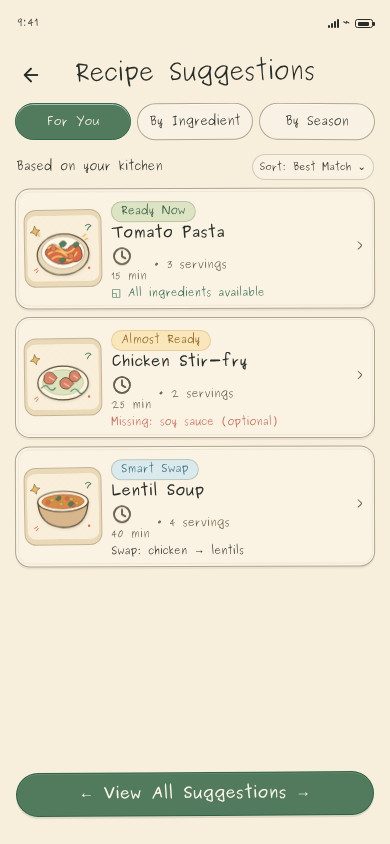 9:41
← Recipe Suggestions
For You By Ingredient By Season
Based on your kitchen Sort: Best Match ⌄
Ready Now
Tomato Pasta
15 min • 3 servings
All ingredients available
Almost Ready
Chicken Stir-fry
25 min • 2 servings
Missing: soy sauce (optional)
Smart Swap
Lentil Soup
40 min • 4 servings
Swap: chicken → lentils
← View All Suggestions →